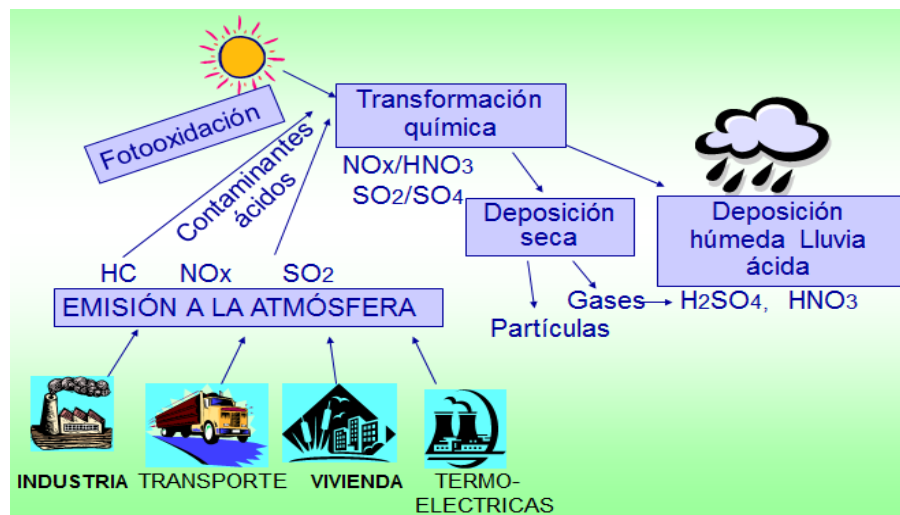 Fotooxidación
Transformación
química
Contaminantes
ácidos
NOx/HNO3
SO2/SO4
Deposición
seca
Deposición
húmeda Lluvia
ácida
HC NOx SO2
EMISIÓN A LA ATMÓSFERA
Gases
H2SO4, HNO3
Partículas
INDUSTRIA
TRANSPORTE
VIVIENDA
TERMO-
ELECTRICAS